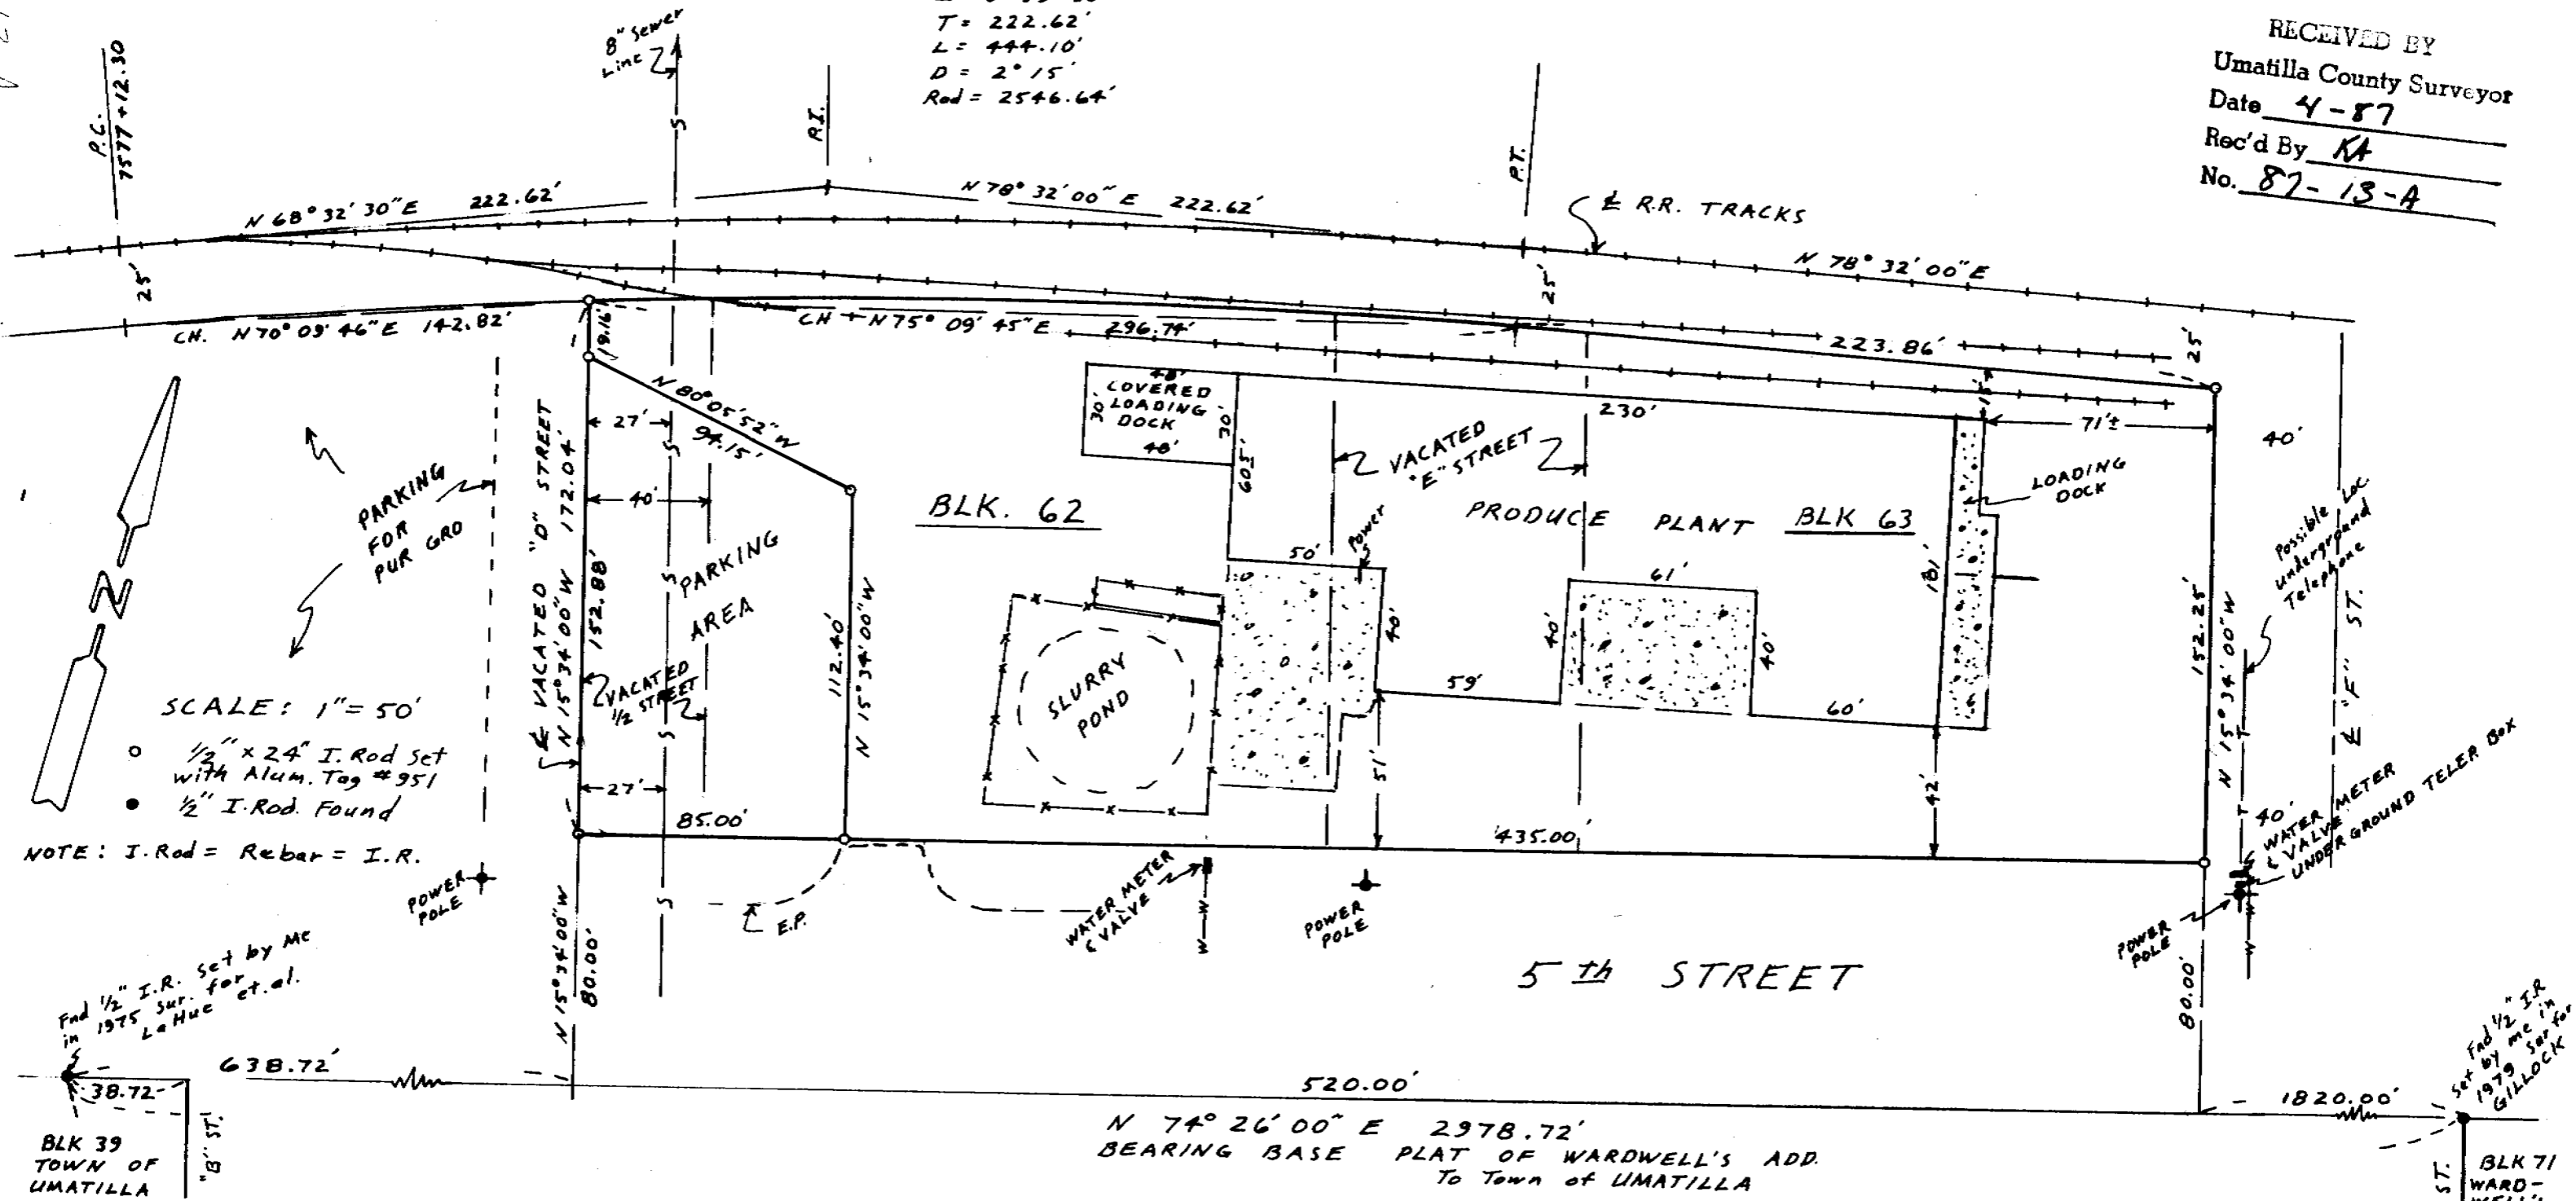 T = 222.62'
L = 444.10'
D = 2° 15'
Rad = 2546.64'
RECEIVED BY
Umatilla County Surveyor
Date 4-87
Rec'd By KA
No. 87-13-A
P.C.
7577+12.30
8" Sewer
Line
S
P.I.
P.T.
N 68° 32' 30" E 222.62'
N 78° 32' 00" E 222.62'
℄ R.R. TRACKS
N 78° 32' 00" E
25'
25'
25'
CH. N 70° 09' 46" E 142.82'
CH N 75° 09' 45" E 296.74'
223.86'
19.16'
N 80° 05' 52" W
94.15'
27'
40'
℄ VACATED "D" STREET
N 15° 34' 00" W 172.04'
152.88'
VACATED
1/2 STREET
S
S
S
S
S
PARKING
AREA
112.40'
N 15° 34' 00" W
27'
85.00'
PARKING
FOR
PUR GRO
N
48'
COVERED
LOADING
DOCK
48'
30'
30'
60.5'
230'
15'
71'±
40'
BLK. 62
VACATED
"E" STREET
PRODUCE PLANT BLK 63
LOADING
DOCK
Power
50'
40'
59'
40'
61'
40'
60'
181'
51'
42'
SLURRY
POND
435.00'
152.25'
N 15° 34' 00" W
Possible Loc.
underground
Telephone
℄ "F" ST.
T
T
T
40'
WATER METER
& VALVE
UNDERGROUND TELER BOX
SCALE: 1" = 50'
1/2" x 24" I. Rod Set
with Alum. Tag #951
1/2" I. Rod. Found
NOTE: I. Rod = Rebar = I.R.
POWER
POLE
E.P.
WATER METER
& VALVE
W
W
POWER
POLE
POWER
POLE
W
W
N 15° 34' 00" W
80.00'
5th STREET
80.00'
Fnd 1/2" I.R. set by Me
in 1975 sur. for
LaHue et.al.
Fnd 1/2" I.R
set by me in
1979 sur for
GILLOCK
638.72'
38.72
520.00'
1820.00'
N 74° 26' 00" E 2978.72'
BEARING BASE PLAT OF WARDWELL'S ADD.
To Town of UMATILLA
BLK 39
TOWN OF
UMATILLA
"B" ST.
ST.
BLK 71
WARD-
WELL'S